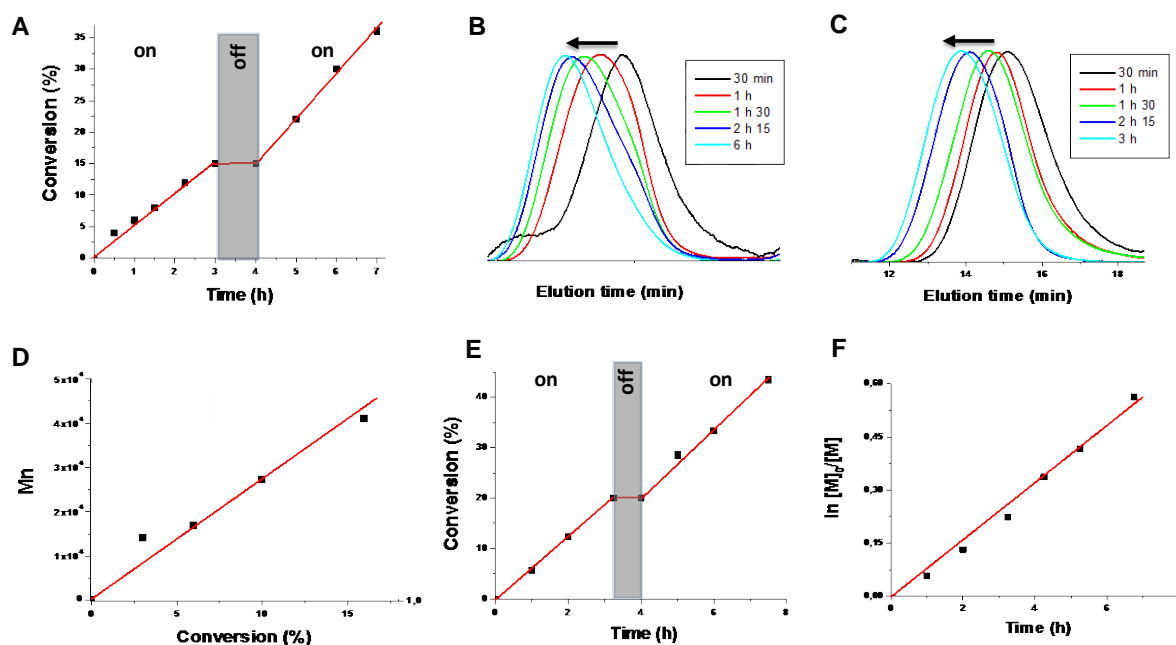 A
on
off
on
35
30
25
20
15
10
5
0
Conversion (%)
0 1 2 3 4 5 6 7
Time (h)
B
30 min
1 h
1 h 30
2 h 15
6 h
Elution time (min)
C
30 min
1 h
1 h 30
2 h 15
3 h
12 14 16 18
Elution time (min)
D
5x10⁴
4x10⁴
3x10⁴
2x10⁴
1x10⁴
0
Mn
0 5 10 15
1,0
Conversion (%)
E
on
off
on
40
30
20
10
0
Conversion (%)
0 2 4 6 8
Time (h)
F
0,60
0,45
0,30
0,15
0,00
ln [M]₀/[M]
0 2 4 6
Time (h)